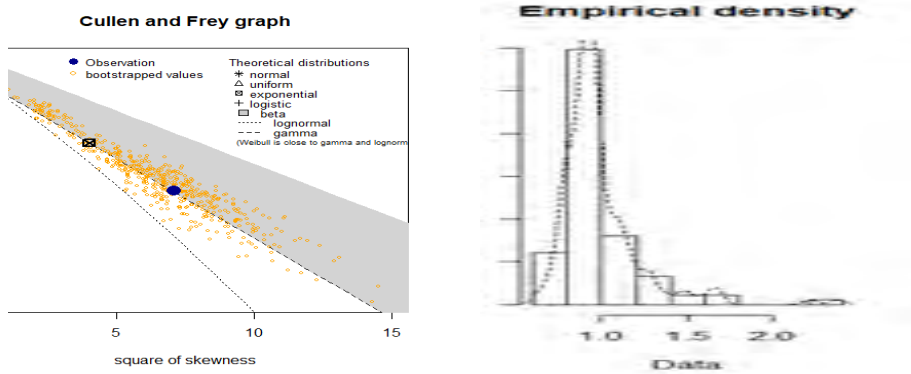 Cullen and Frey graph
Observation
bootstrapped values
Theoretical distributions
normal
uniform
exponential
logistic
beta
lognormal
gamma
(Weibull is close to gamma and lognorm
5
10
15
square of skewness
Empirical density
1.0
1.5
2.0
Data